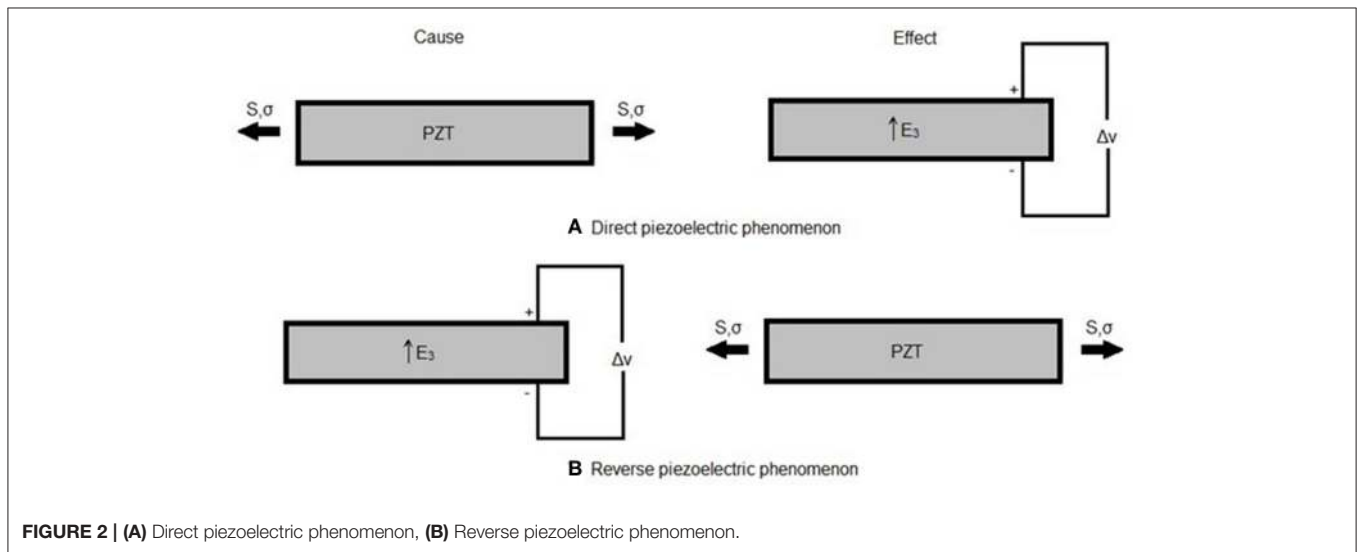 Cause Effect
S,σ S,σ
PZT
+
↑E₃
Δv
-
A Direct piezoelectric phenomenon
+
S,σ S,σ
↑E₃
Δv
PZT
-
B Reverse piezoelectric phenomenon
FIGURE 2 | (A) Direct piezoelectric phenomenon, (B) Reverse piezoelectric phenomenon.